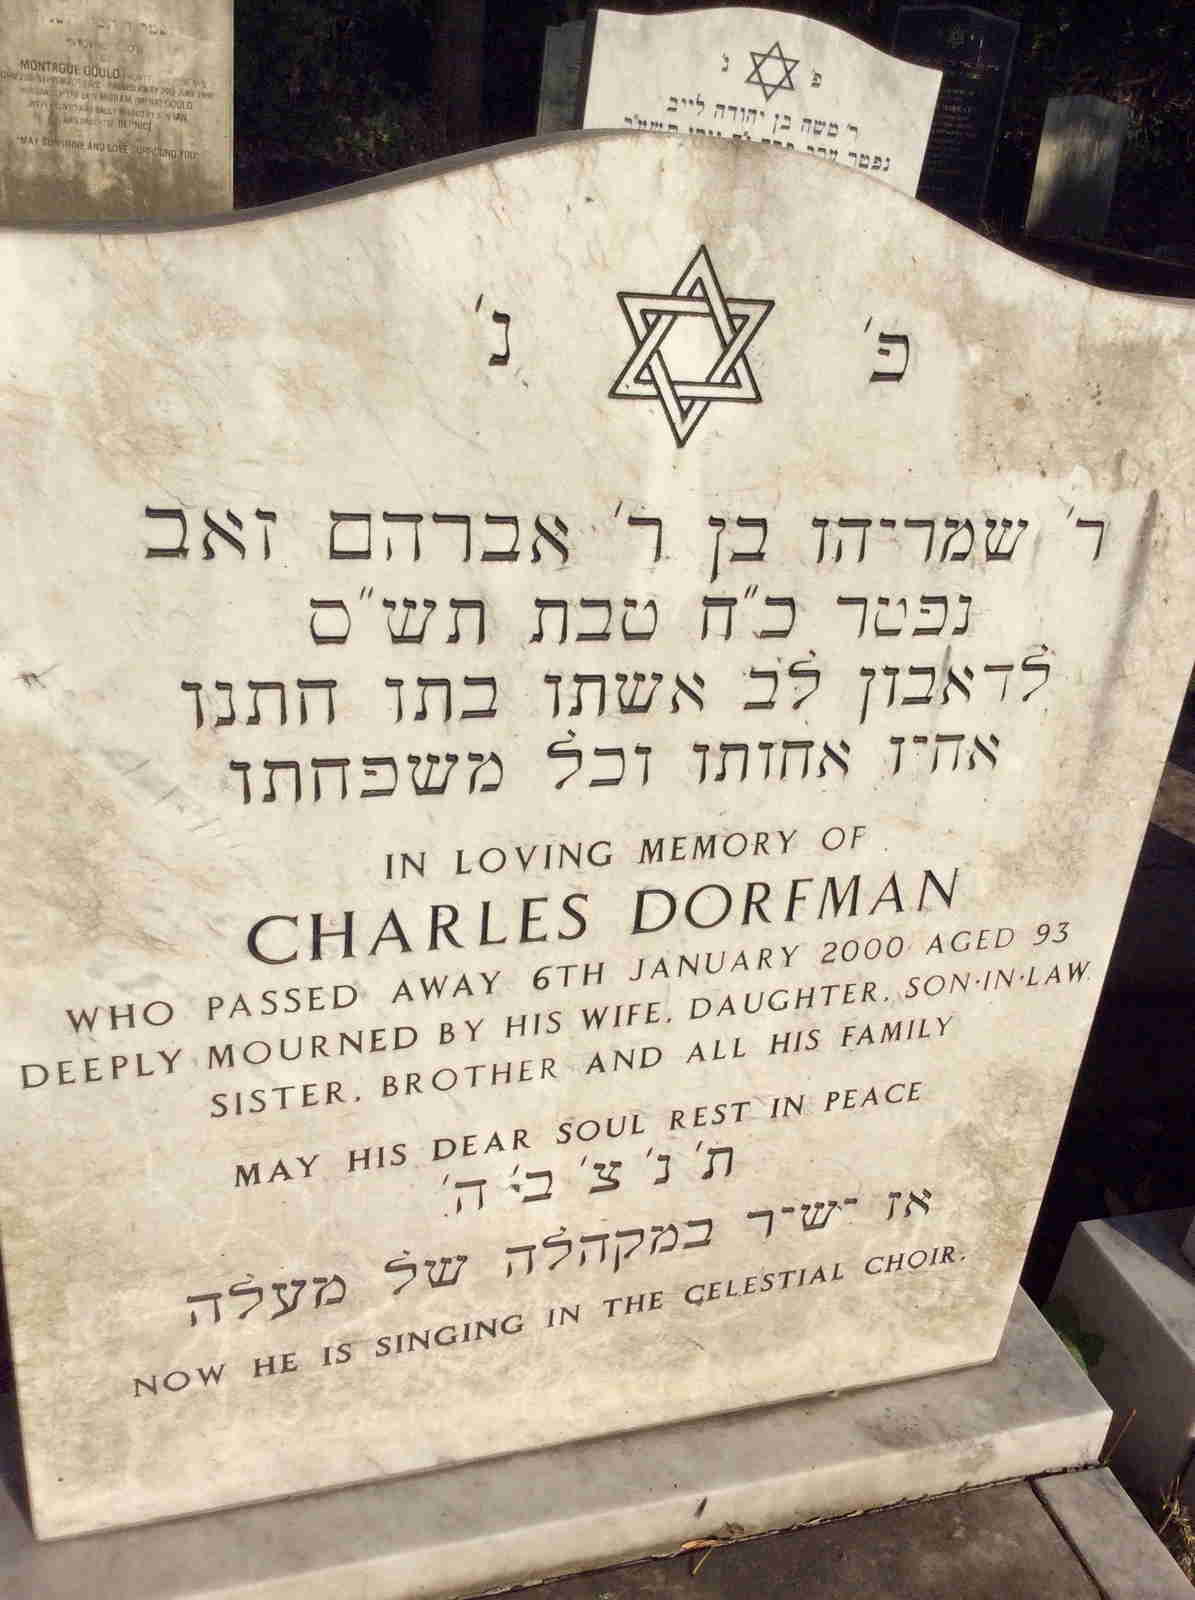 MONTAGUE GOULD
"MAY SUNSHINE AND LOVE SURROUND YOU"
פ' נ'
ר' משה בן יהודה לייב
פ' נ'
ר' שמריהו בן ר' אברהם זאב
נפטר כ"ח טבת תש"ס
לדאבון לב אשתו בתו חתנו
אחיו אחותו וכל משפחתו
IN LOVING MEMORY OF
CHARLES DORFMAN
WHO PASSED AWAY 6TH JANUARY 2000 AGED 93
DEEPLY MOURNED BY HIS WIFE, DAUGHTER, SON·IN·LAW
SISTER, BROTHER AND ALL HIS FAMILY
MAY HIS DEAR SOUL REST IN PEACE
ת' נ' צ' ב' ה'
אז ישיר במקהלה של מעלה
NOW HE IS SINGING IN THE CELESTIAL CHOIR.